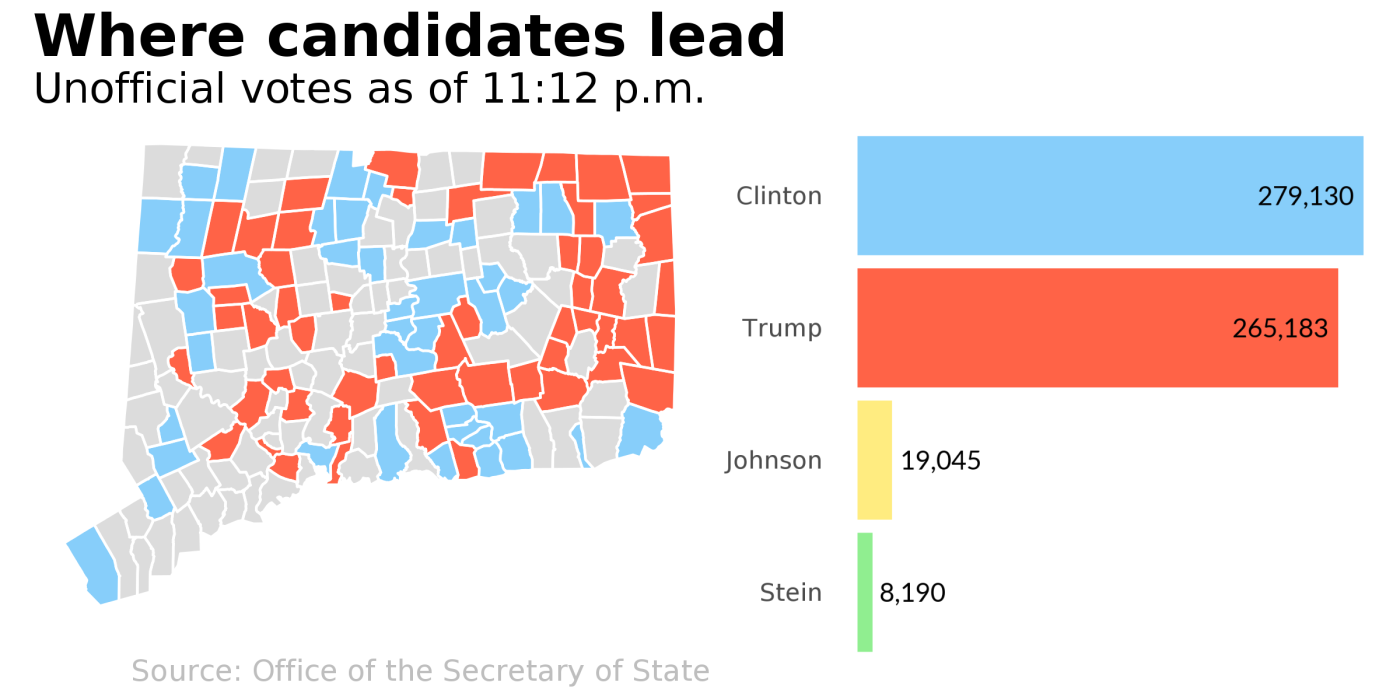 Where candidates lead
Unofficial votes as of 11:12 p.m.
Clinton
279,130
Trump
265,183
Johnson
19,045
Stein
8,190
Source: Office of the Secretary of State